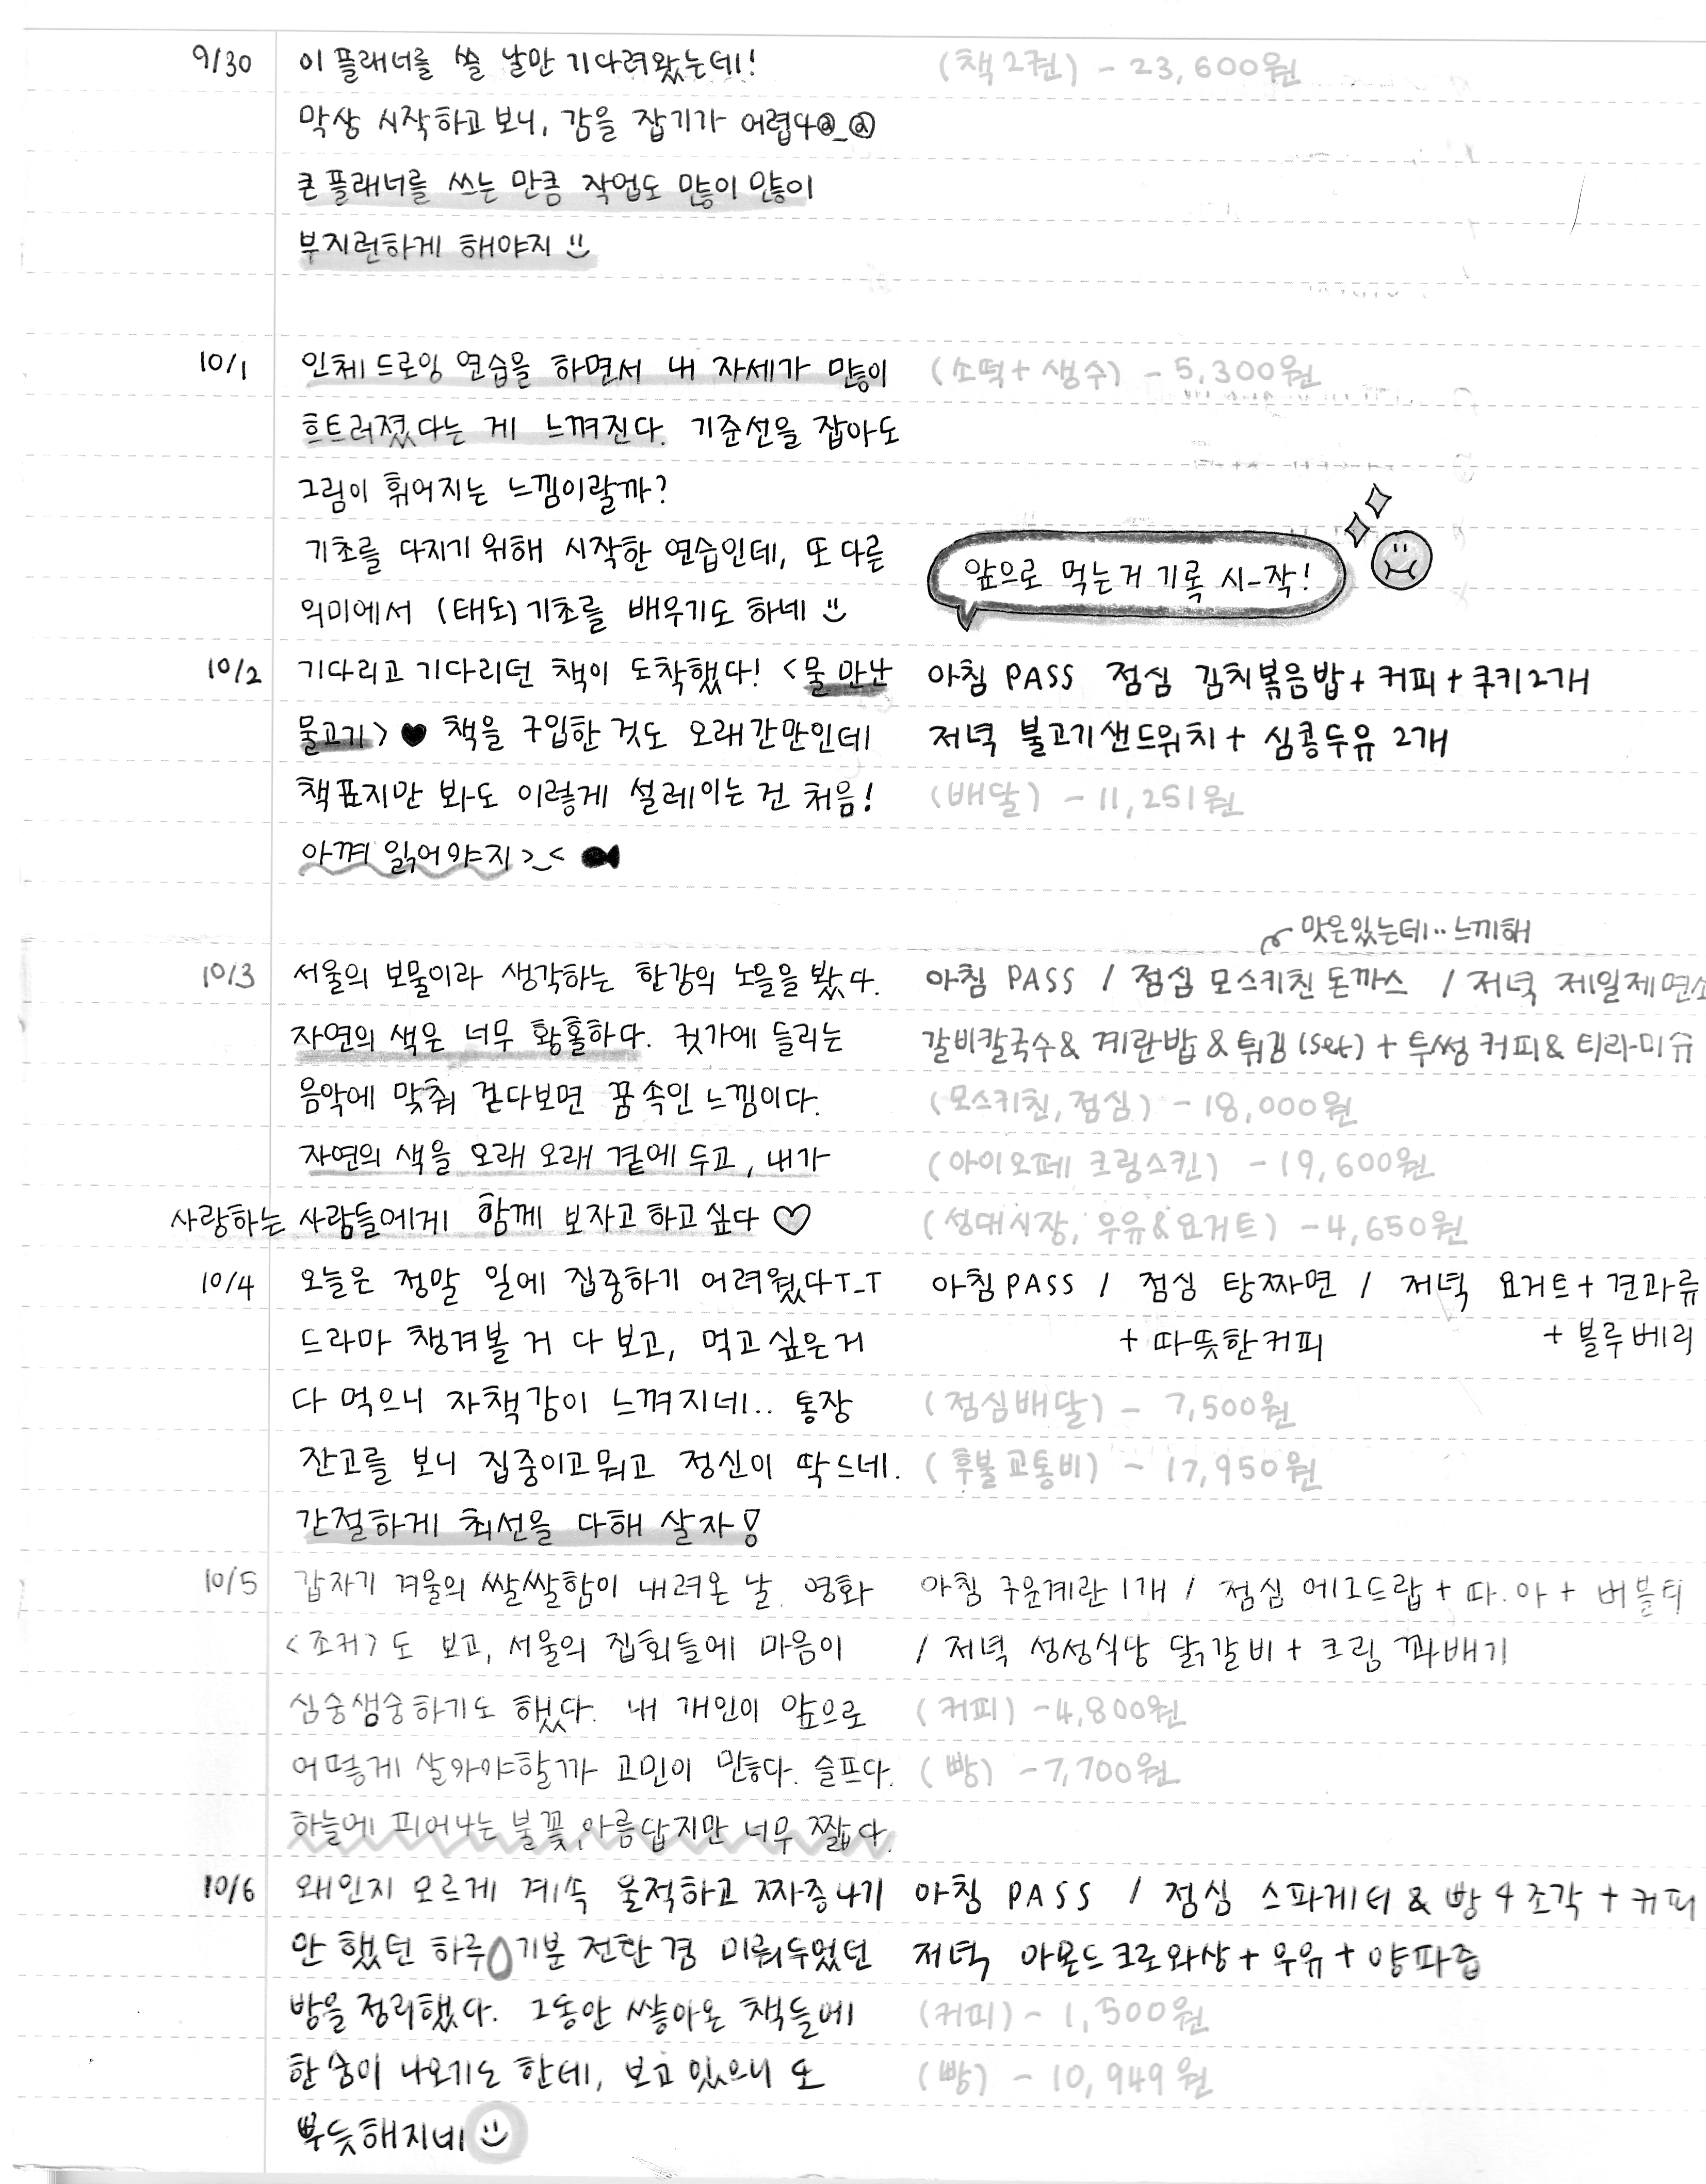 9/30 이 플래너를 쓸 날만 기다려왔는데! (책2권) - 23,600원
막상 시작하고 보니, 감을 잡기가 어렵다@_@
큰 플래너를 쓰는 만큼 작업도 많이 많이
부지런하게 해야지
10/1 인체드로잉 연습을 하면서 내 자세가 많이 (소떡+생수) - 5,300원
흐트러졌다는 게 느껴진다. 기준선을 잡아도
그림이 휘어지는 느낌이랄까?
기초를 다지기 위해 시작한 연습인데, 또 다른
의미에서 (태도) 기초를 배우기도 하네
앞으로 먹는거 기록 시-작!
10/2 기다리고 기다리던 책이 도착했다! <물 만난 아침 PASS 점심 김치볶음밥+커피+쿠키2개
물고기> ♥ 책을 구입한 것도 오래간만인데 저녁 불고기샌드위치+심콩두유 2개
책표지만 봐도 이렇게 설레이는 건 처음! (배달) - 11,251원
아껴 읽어야지>_<
맛은있는데..느끼해
10/3 서울의 보물이라 생각하는 한강의 노을을 봤다. 아침 PASS / 점심 모스키친 돈까스 / 저녁 제일제면소
자연의 색은 너무 황홀하다. 귓가에 들리는 갈비칼국수& 계란밥 & 튀김(set) + 투썸 커피& 티라미슈
음악에 맞춰 걷다보면 꿈 속인 느낌이다. (모스키친, 점심) - 18,000원
자연의 색을 오래 오래 곁에 두고, 내가 (아이오페 크림스킨) - 19,600원
사랑하는 사람들에게 함께 보자고 하고싶다 ♡ (성대시장, 우유&요거트) - 4,650원
10/4 오늘은 정말 일에 집중하기 어려웠다T_T 아침PASS / 점심 탕짜면 / 저녁 요거트+견과류
드라마 챙겨볼 거 다 보고, 먹고싶은거 +따뜻한커피 +블루베리
다 먹으니 자책감이 느껴지네.. 통장 (점심배달) - 7,500원
잔고를 보니 집중이고뭐고 정신이 딱드네. (후불교통비) - 17,950원
간절하게 최선을 다해 살자!
10/5 갑자기 겨울의 쌀쌀함이 내려온 날. 영화 아침 구운계란 1개 / 점심 에그드랍 + 따.아 + 버블티
<조커>도 보고, 서울의 집회들에 마음이 / 저녁 성성식당 닭갈비 + 크림 꽈배기
싱숭생숭하기도 했다. 내 개인이 앞으로 (커피) - 4,800원
어떻게 살아야할까 고민이 많다. 슬프다. (빵) - 7,700원
하늘에 피어나는 불꽃, 아름답지만 너무 짧다.
10/6 왜인지 모르게 계속 울적하고 짜증나기 아침 PASS / 점심 스파게티 & 빵 4조각 + 커피
만 했던 하루 기분 전환 겸 미뤄두었던 저녁 아몬드크로와상 + 우유 + 양파즙
방을 정리했다. 그동안 쌓아온 책들에 (커피) - 1,500원
한숨이 나오기도 한데, 보고 있으니 또 (빵) - 10,949원
뿌듯해지네